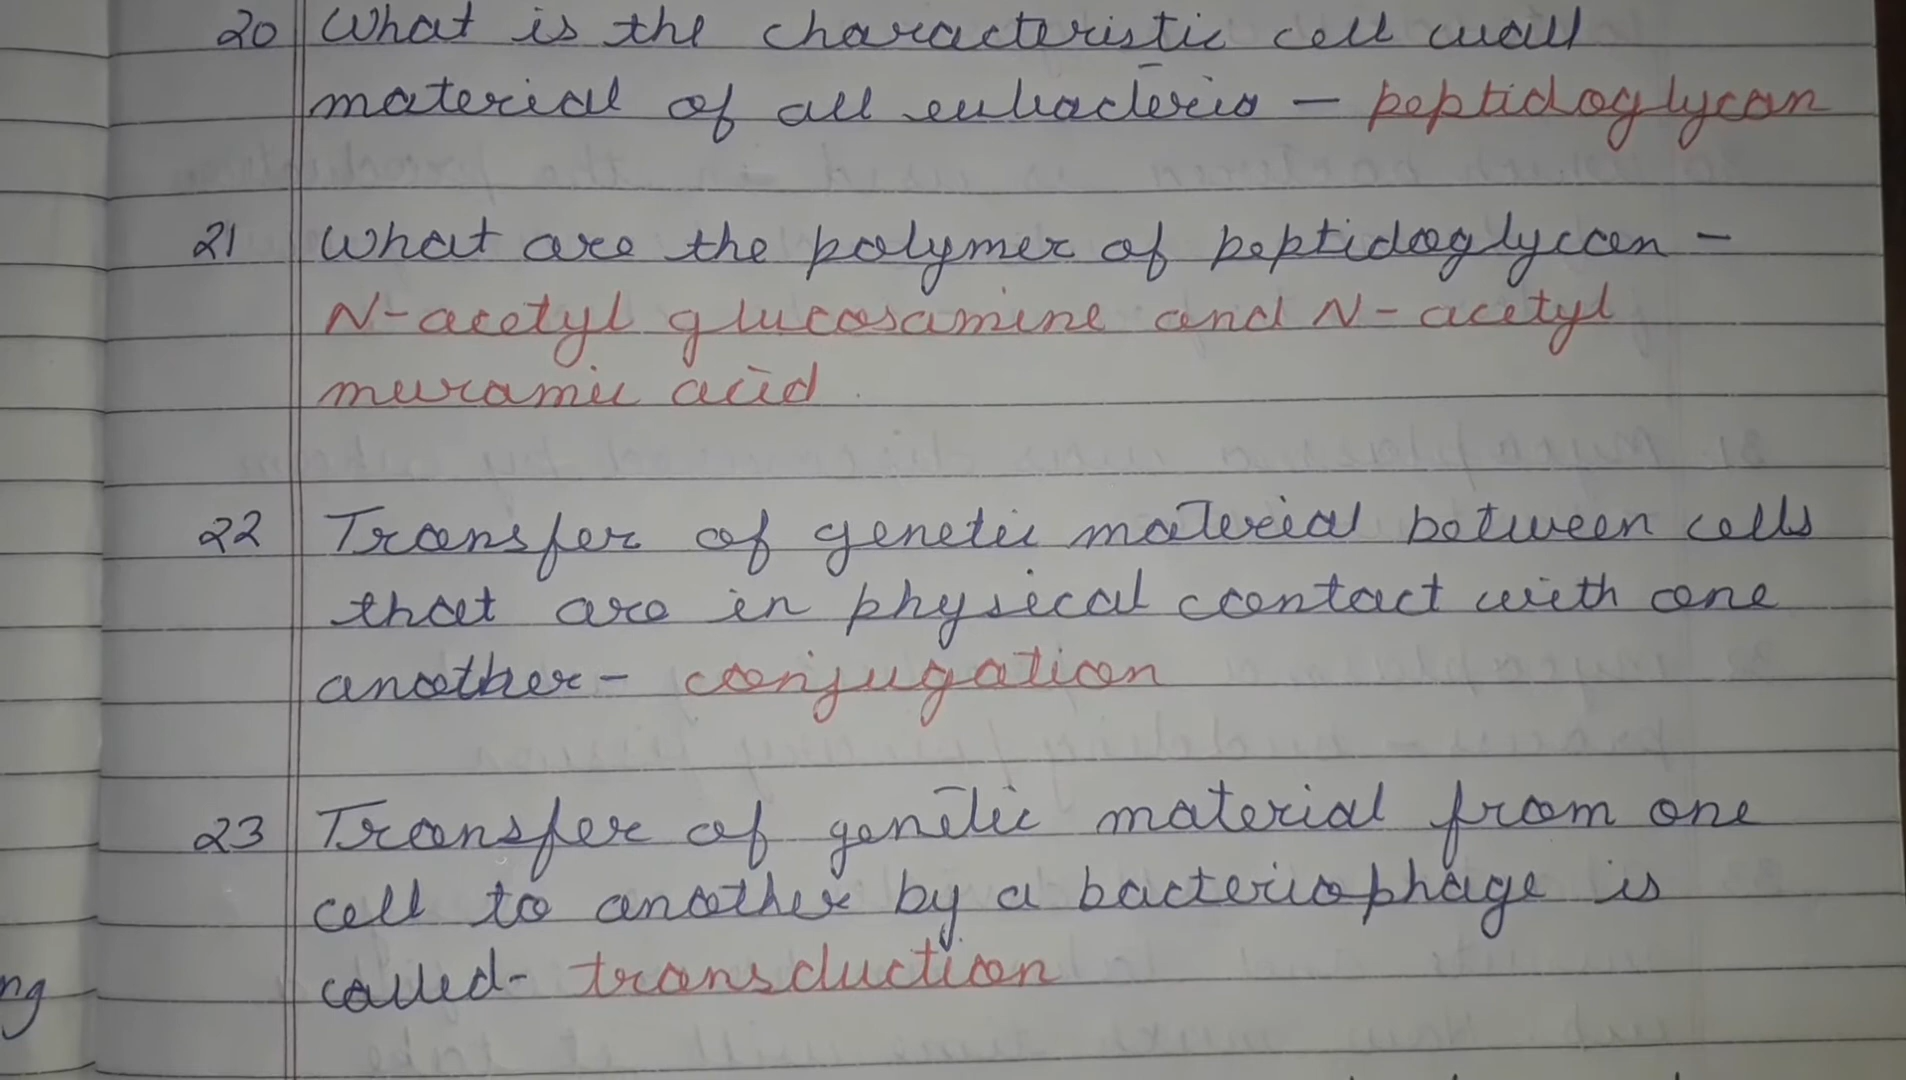 20 What is the characteristic cell wall
material of all eubacteria - peptidoglycan
21 What are the polymer of peptidoglycan -
N-acetyl glucosamine and N-acetyl
muramic acid.
22 Transfer of genetic material between cells
that are in physical contact with one
another - conjugation
23 Transfer of genetic material from one
cell to another by a bacteriophage is
called - transduction
ng